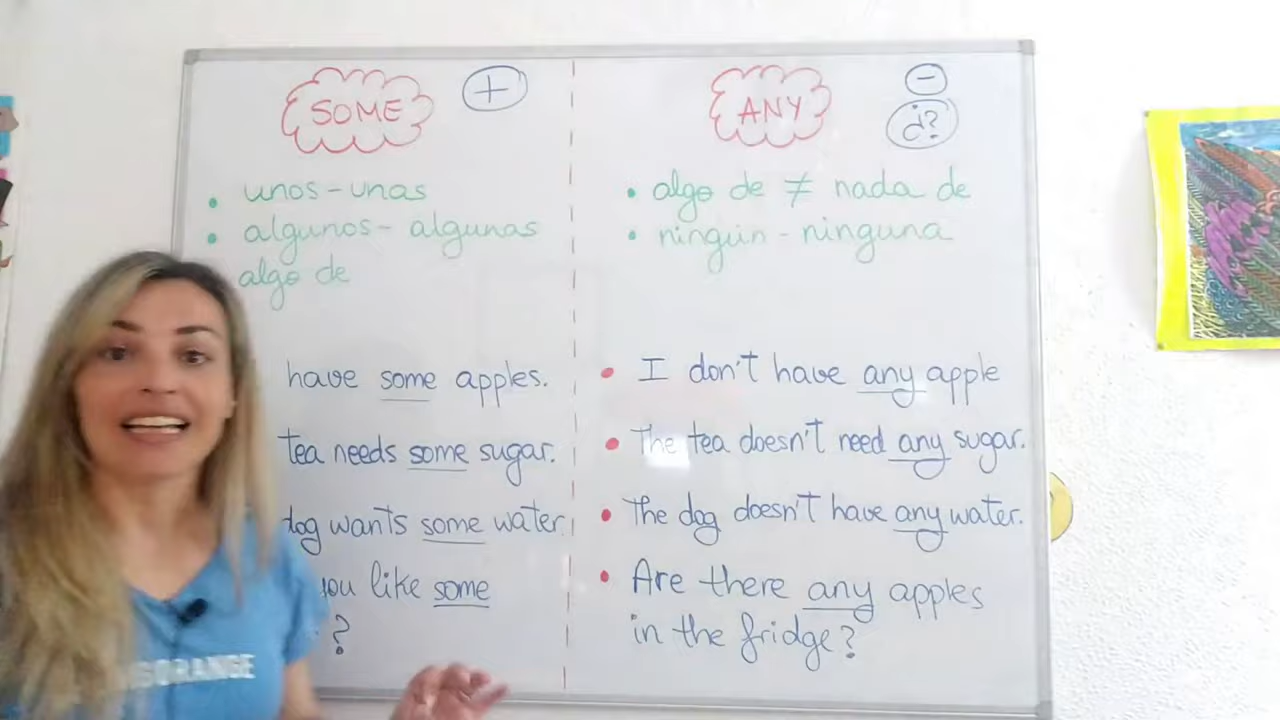 SOME +
unos - unas
algunos - algunas
algo de
have some apples.
tea needs some sugar.
dog wants some water.
you like some
?
ANY -
¿?
algo de ≠ nada de
ningún - ninguna
I don't have any apple
The tea doesn't need any sugar.
The dog doesn't have any water.
Are there any apples
in the fridge?